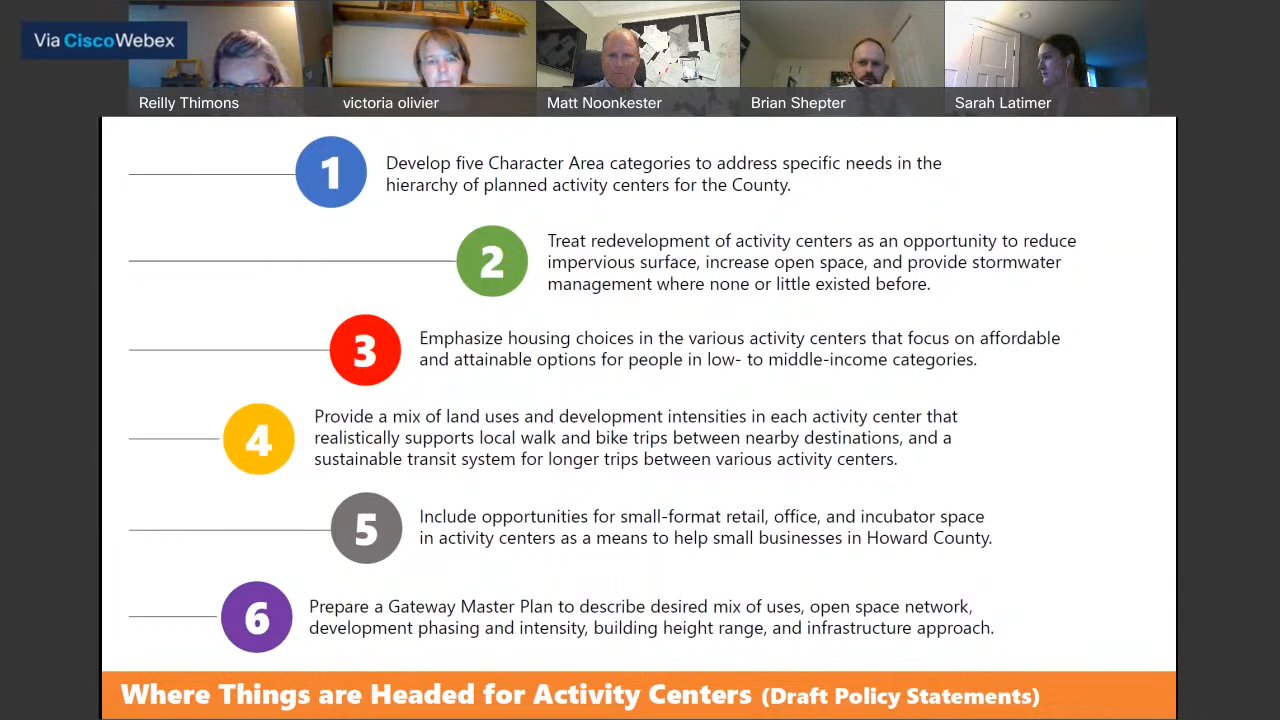 Via CiscoWebex
Reilly Thimons
victoria olivier
Matt Noonkester
Brian Shepter
Sarah Latimer
1
Develop five Character Area categories to address specific needs in the
hierarchy of planned activity centers for the County.
2
Treat redevelopment of activity centers as an opportunity to reduce
impervious surface, increase open space, and provide stormwater
management where none or little existed before.
3
Emphasize housing choices in the various activity centers that focus on affordable
and attainable options for people in low- to middle-income categories.
4
Provide a mix of land uses and development intensities in each activity center that
realistically supports local walk and bike trips between nearby destinations, and a
sustainable transit system for longer trips between various activity centers.
5
Include opportunities for small-format retail, office, and incubator space
in activity centers as a means to help small businesses in Howard County.
6
Prepare a Gateway Master Plan to describe desired mix of uses, open space network,
development phasing and intensity, building height range, and infrastructure approach.
Where Things are Headed for Activity Centers (Draft Policy Statements)